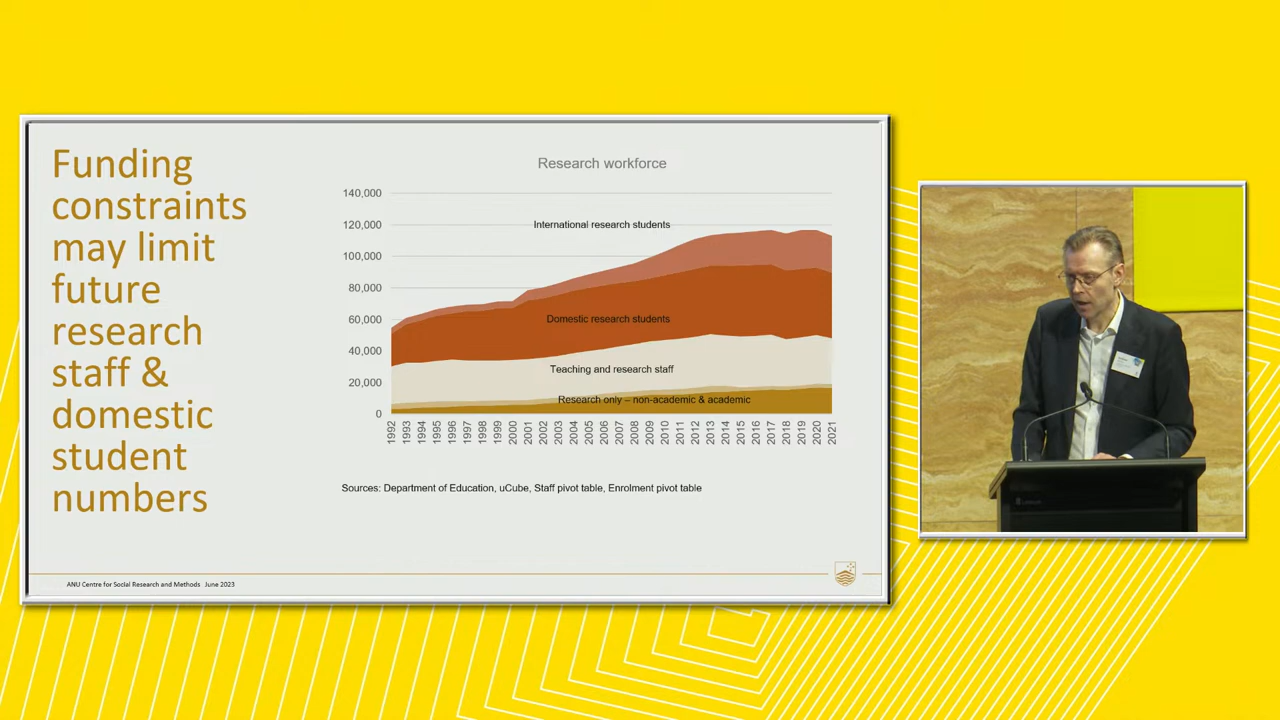 Funding
constraints
may limit
future
research
staff &
domestic
student
numbers
Research workforce
140,000
120,000
100,000
80,000
60,000
40,000
20,000
0
International research students
Domestic research students
Teaching and research staff
Research only – non-academic & academic
1992
1993
1994
1995
1996
1997
1998
1999
2000
2001
2002
2003
2004
2005
2006
2007
2008
2009
2010
2011
2012
2013
2014
2015
2016
2017
2018
2019
2020
2021
Sources: Department of Education, uCube, Staff pivot table, Enrolment pivot table
ANU Centre for Social Research and Methods June 2023